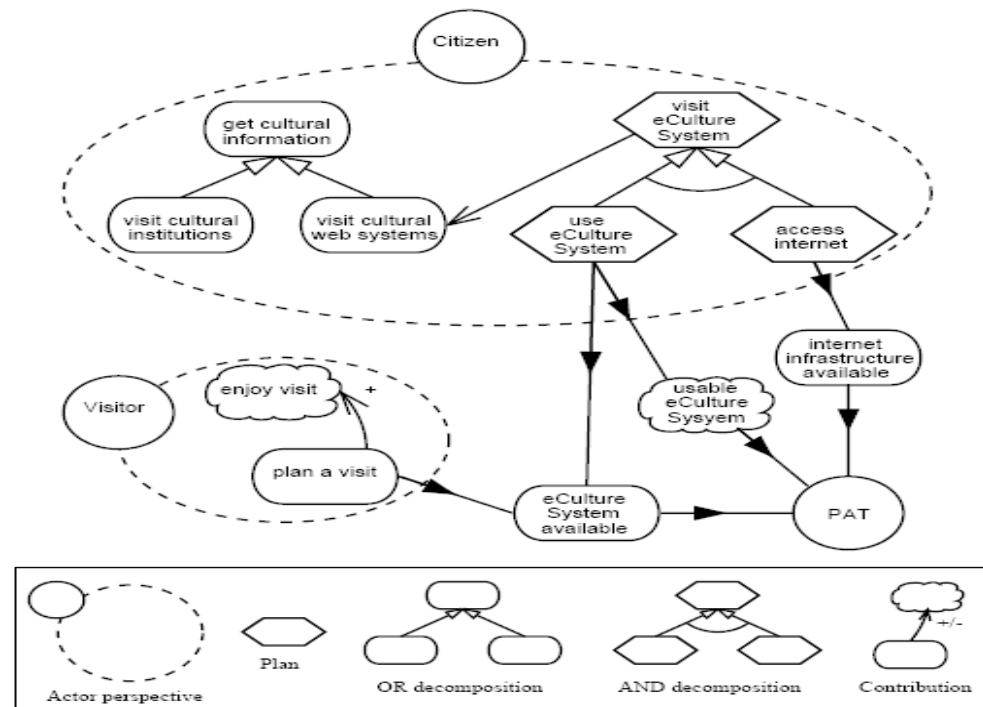 Citizen
get cultural
information
visit
eCulture
System
visit cultural
institutions
visit cultural
web systems
use
eCulture
System
access
internet
internet
infrastructure
available
enjoy visit
+
usable
eCulture
Sysyem
Visitor
plan a visit
eCulture
System
available
PAT
+/-
Plan
Actor perspective
OR decomposition
AND decomposition
Contribution